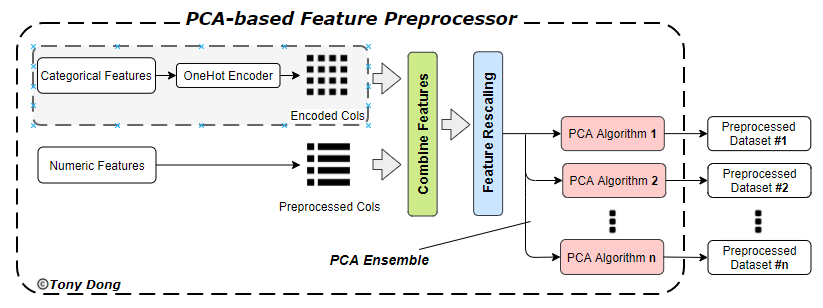 PCA-based Feature Preprocessor
Categorical Features
OneHot Encoder
Encoded Cols
Numeric Features
Preprocessed Cols
Combine Features
Feature Rescaling
PCA Algorithm 1
Preprocessed
Dataset #1
PCA Algorithm 2
Preprocessed
Dataset #2
PCA Ensemble
PCA Algorithm n
Preprocessed
Dataset #n
©Tony Dong